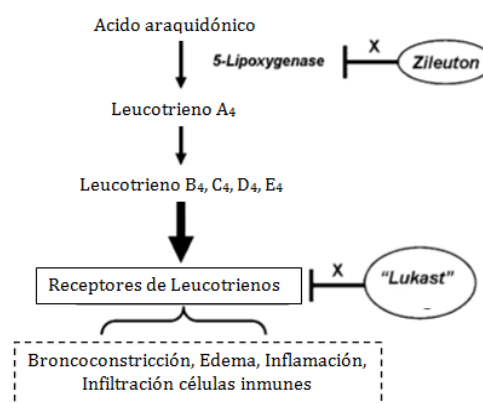 Acido araquidónico
5-Lipoxygenase
X
Zileuton
Leucotrieno A₄
Leucotrieno B₄, C₄, D₄, E₄
Receptores de Leucotrienos
X
"Lukast"
Broncoconstricción, Edema, Inflamación,
Infiltración células inmunes